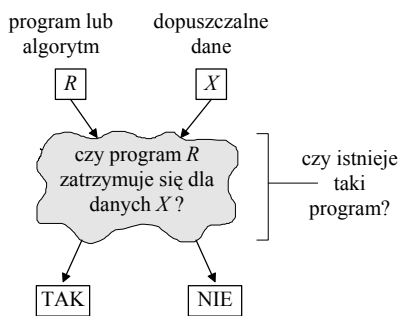 program lub
algorytm
dopuszczalne
dane
R
X
czy program R
zatrzymuje się dla
danych X ?
czy istnieje
taki
program?
TAK
NIE